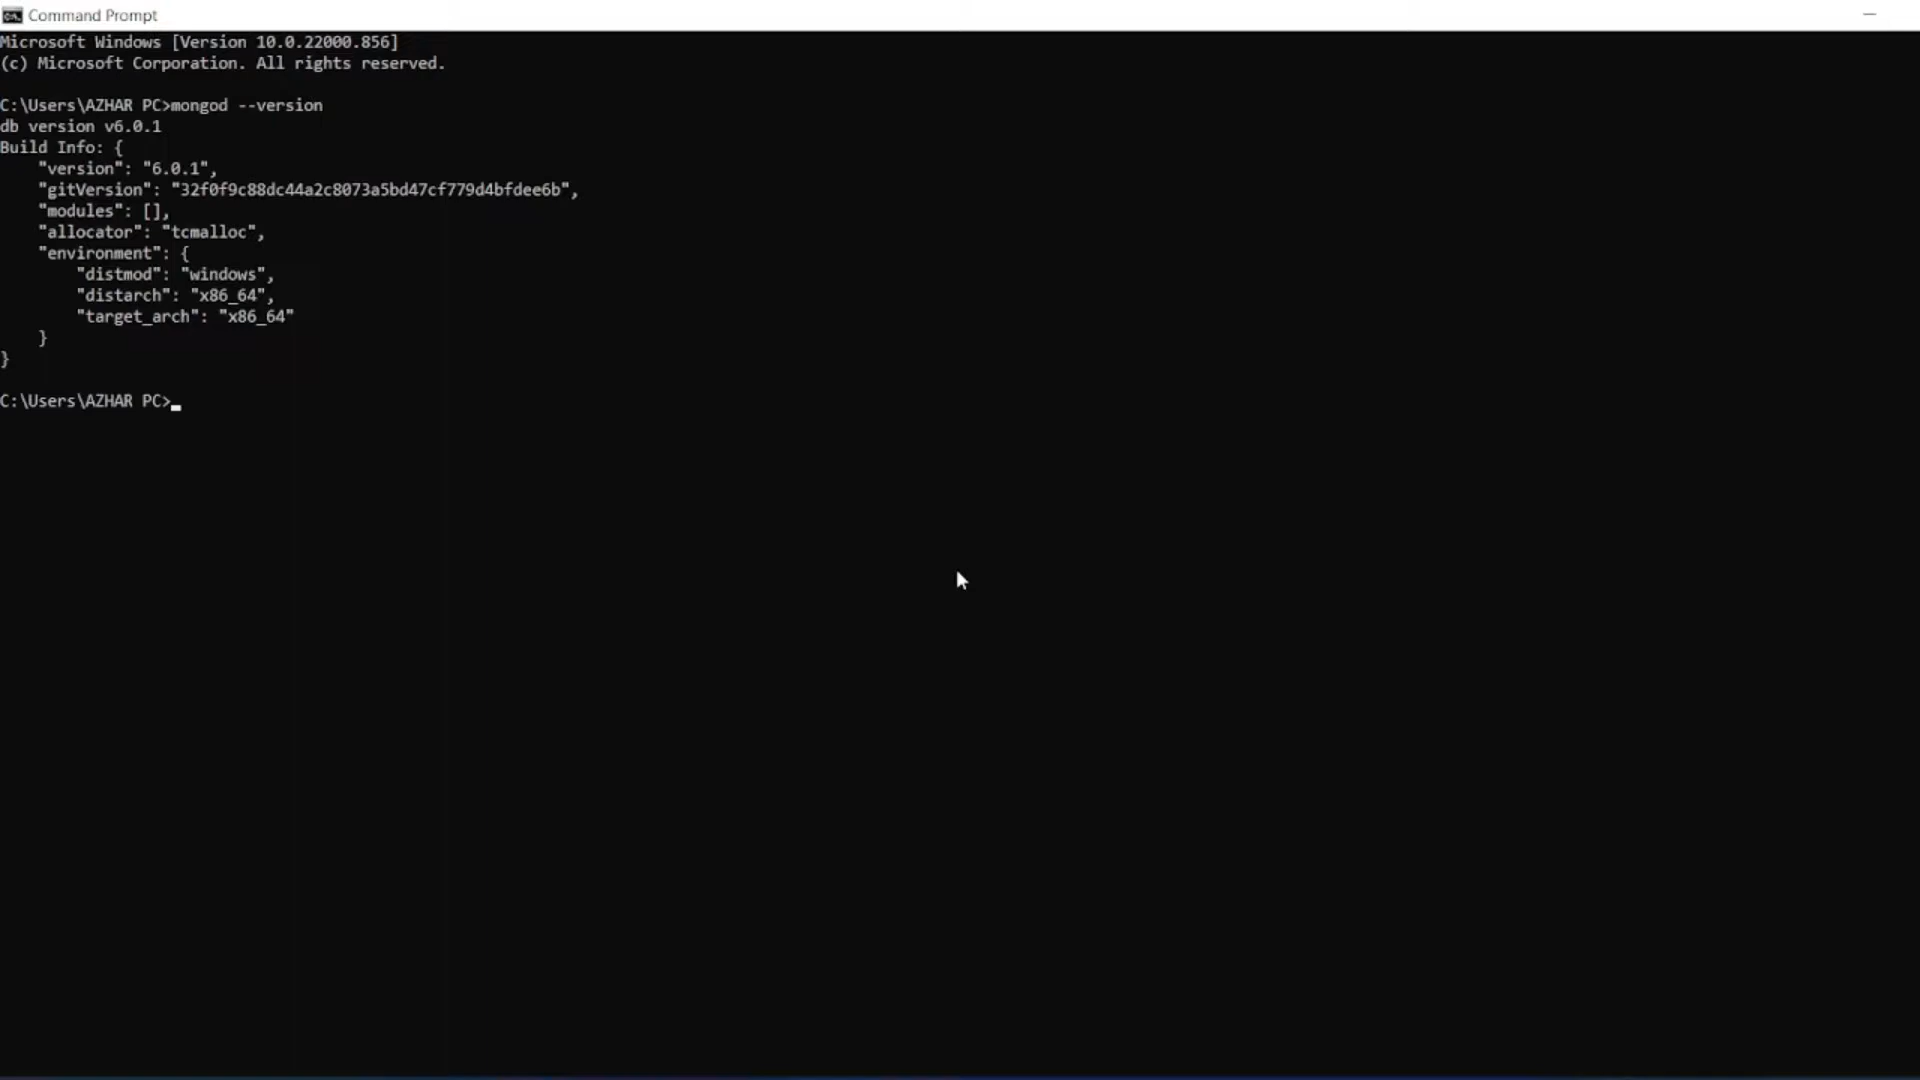 Command Prompt
Microsoft Windows [Version 10.0.22000.856]
(c) Microsoft Corporation. All rights reserved.
C:\Users\AZHAR PC>mongod --version
db version v6.0.1
Build Info: {
    "version": "6.0.1",
    "gitVersion": "32f0f9c88dc44a2c8073a5bd47cf779d4bfdee6b",
    "modules": [],
    "allocator": "tcmalloc",
    "environment": {
        "distmod": "windows",
        "distarch": "x86_64",
        "target_arch": "x86_64"
    }
}
C:\Users\AZHAR PC>